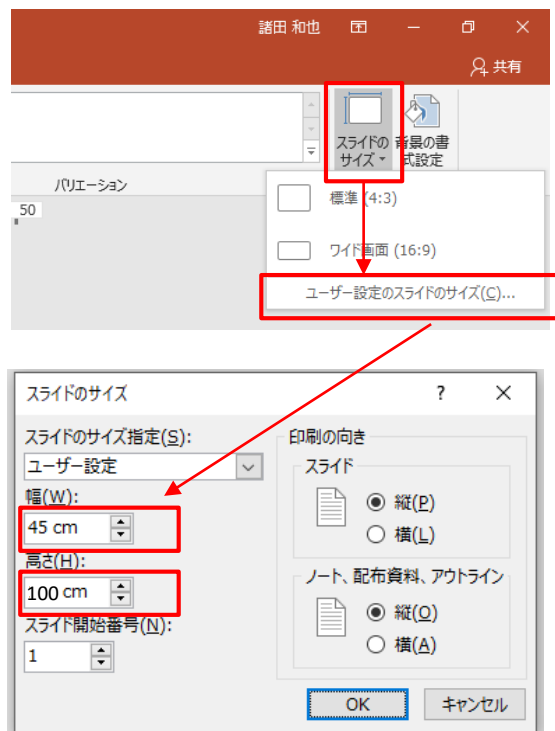 諸田 和也
共有
スライドの 背景の書
サイズ 式設定
バリエーション
50
標準 (4:3)
ワイド画面 (16:9)
ユーザー設定のスライドのサイズ(C)...
スライドのサイズ ?
スライドのサイズ指定(S): 印刷の向き
ユーザー設定 スライド
幅(W): 縦(P)
45 cm 横(L)
高さ(H): ノート、配布資料、アウトライン
100 cm 縦(O)
スライド開始番号(N): 横(A)
1
OK キャンセル